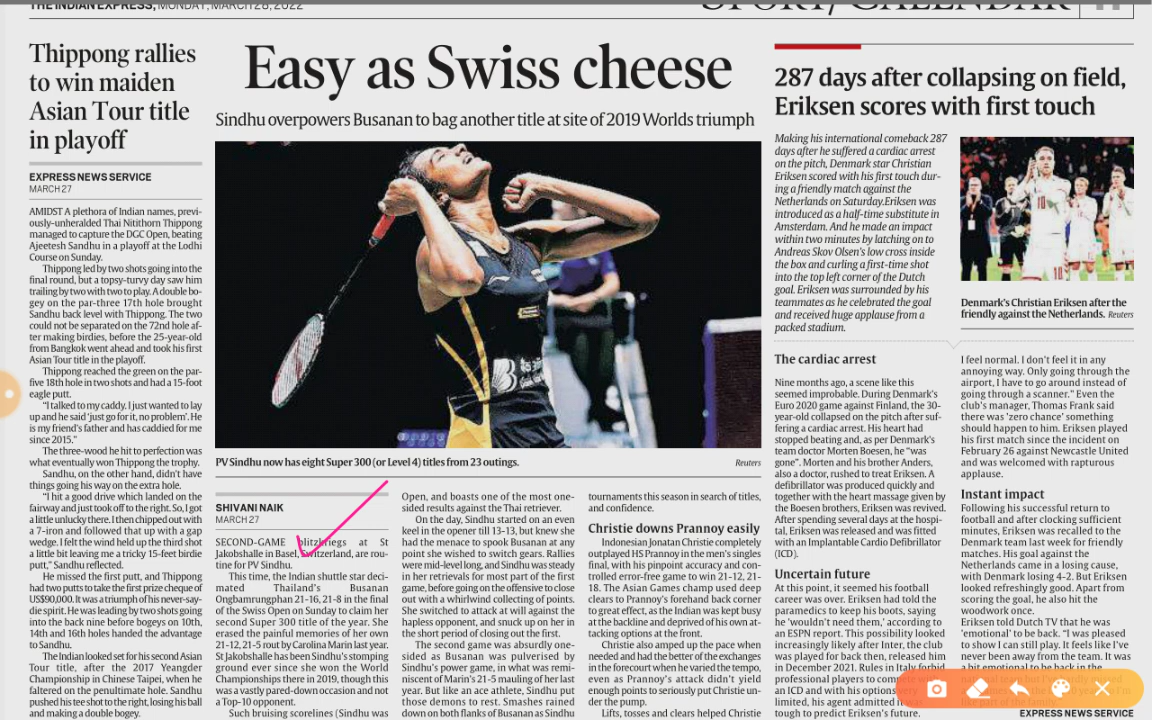 THE INDIAN EXPRESS, MONDAY, MARCH 28, 2022
SPORT/CALENDAR
Thippong rallies
to win maiden
Asian Tour title
in playoff
EXPRESS NEWS SERVICE
MARCH 27
AMIDST A plethora of Indian names, previ-
ously-unheralded Thai Nitithorn Thippong
managed to capture the DGC Open, beating
Ajeetesh Sandhu in a playoff at the Lodhi
Course on Sunday.
Thippong led by two shots going into the
final round, but a topsy-turvy day saw him
trailing by two with two to play. A double bo-
gey on the par-three 17th hole brought
Sandhu back level with Thippong. The two
could not be separated on the 72nd hole af-
ter making birdies, before the 25-year-old
from Bangkok went ahead and took his first
Asian Tour title in the playoff.
Thippong reached the green on the par-
five 18th hole in two shots and had a 15-foot
eagle putt.
“I talked to my caddy. I just wanted to lay
up and he said ‘just go for it, no problem’. He
is my friend’s father and has caddied for me
since 2015.”
The three-wood he hit to perfection was
what eventually won Thippong the trophy.
Sandhu, on the other hand, didn’t have
things going his way on the extra hole.
“I hit a good drive which landed on the
fairway and just took off to the right. So, I got
a little unlucky there. I then chipped out with
a 7-iron and followed that up with a gap
wedge. I felt the wind held up the third shot
a little bit leaving me a tricky 15-feet birdie
putt,” Sandhu reflected.
He missed the first putt, and Thippong
had two putts to take the first prize cheque of
US$90,000. It was a triumph of never-say-
die spirit. He was leading by two shots going
into the back nine before bogeys on 10th,
14th and 16th holes handed the advantage
to Sandhu.
The Indian looked set for his second Asian
Tour title, after the 2017 Yeangder
Championship in Chinese Taipei, when he
faltered on the penultimate hole. Sandhu
pushed his tee shot to the right, losing his ball
and making a double bogey.
Easy as Swiss cheese
Sindhu overpowers Busanan to bag another title at site of 2019 Worlds triumph
PV Sindhu now has eight Super 300 (or Level 4) titles from 23 outings. Reuters
SHIVANI NAIK
MARCH 27
SECOND-GAME blitzkriegs at St
Jakobshalle in Basel, Switzerland, are rou-
tine for PV Sindhu.
This time, the Indian shuttle star deci-
mated Thailand’s Busanan
Ongbamrungphan 21-16, 21-8 in the final
of the Swiss Open on Sunday to claim her
second Super 300 title of the year. She
erased the painful memories of her own
21-12, 21-5 rout by Carolina Marin last year.
St Jakobshalle has been Sindhu’s stomping
ground ever since she won the World
Championships there in 2019, though this
was a vastly pared-down occasion and not
a Top-10 opponent.
Such bruising scorelines (Sindhu was
Open, and boasts one of the most one-
sided results against the Thai retriever.
On the day, Sindhu started on an even
keel in the opener till 13-13, but knew she
had the menace to spook Busanan at any
point she wished to switch gears. Rallies
were mid-level long, and Sindhu was steady
in her retrievals for most part of the first
game, before going on the offensive to close
out with a whirlwind collecting of points.
She switched to attack at will against the
hapless opponent, and snuck up on her in
the short period of closing out the first.
The second game was absurdly one-
sided as Busanan was pulverised by
Sindhu’s power game, in what was remi-
niscent of Marin’s 21-5 mauling of her last
year. But like an ace athlete, Sindhu put
those demons to rest. Smashes rained
down on both flanks of Busanan as Sindhu
tournaments this season in search of titles,
and confidence.
Christie downs Prannoy easily
Indonesian Jonatan Christie completely
outplayed HS Prannoy in the men’s singles
final, with his pinpoint accuracy and con-
trolled error-free game to win 21-12, 21-
18. The Asian Games champ used deep
clears to Prannoy’s forehand back corner
to great effect, as the Indian was kept busy
at the backline and deprived of his own at-
tacking options at the front.
Christie also amped up the pace when
needed and had the better of the exchanges
in the forecourt when he varied the tempo,
even as Prannoy’s attack didn’t yield
enough points to seriously put Christie un-
der the pump.
Lifts, tosses and clears helped Christie
287 days after collapsing on field,
Eriksen scores with first touch
Making his international comeback 287
days after he suffered a cardiac arrest
on the pitch, Denmark star Christian
Eriksen scored with his first touch dur-
ing a friendly match against the
Netherlands on Saturday.Eriksen was
introduced as a half-time substitute in
Amsterdam. And he made an impact
within two minutes by latching on to
Andreas Skov Olsen’s low cross inside
the box and curling a first-time shot
into the top left corner of the Dutch
goal. Eriksen was surrounded by his
teammates as he celebrated the goal
and received huge applause from a
packed stadium.
Denmark’s Christian Eriksen after the
friendly against the Netherlands. Reuters
The cardiac arrest
Nine months ago, a scene like this
seemed improbable. During Denmark’s
Euro 2020 game against Finland, the 30-
year-old collapsed on the pitch after suf-
fering a cardiac arrest. His heart had
stopped beating and, as per Denmark’s
team doctor Morten Boesen, he “was
gone”. Morten and his brother Anders,
also a doctor, rushed to treat Eriksen. A
defibrillator was produced quickly and
together with the heart massage given by
the Boesen brothers, Eriksen was revived.
After spending several days at the hospi-
tal, Eriksen was released and was fitted
with an Implantable Cardio Defibrillator
(ICD).
Uncertain future
At this point, it seemed his football
career was over. Eriksen had told the
paramedics to keep his boots, saying
he ‘wouldn’t need them,’ according to
an ESPN report. This possibility looked
increasingly likely after Inter, the club
was played for back then, released him
in December 2021. Rules in Italy forbid
professional players to compete with
an ICD and with options very
limited, his agent admitted it was
tough to predict Eriksen’s future.
I feel normal. I don’t feel it in any
annoying way. Only going through the
airport, I have to go around instead of
going through a scanner.” Even the
club’s manager, Thomas Frank said
there was ‘zero chance’ something
should happen to him. Eriksen played
his first match since the incident on
February 26 against Newcastle United
and was welcomed with rapturous
applause.
Instant impact
Following his successful return to
football and after clocking sufficient
minutes, Eriksen was recalled to the
Denmark team last week for friendly
matches. His goal against the
Netherlands came in a losing cause,
with Denmark losing 4-2. But Eriksen
looked refreshingly good. Apart from
scoring the goal, he also hit the
woodwork once.
Eriksen told Dutch TV that he was
‘emotional’ to be back. “I was pleased
to show I can still play. It feels like I’ve
never been away from the team. It was
a bit emotional to be back in the
EXPRESS NEWS SERVICE